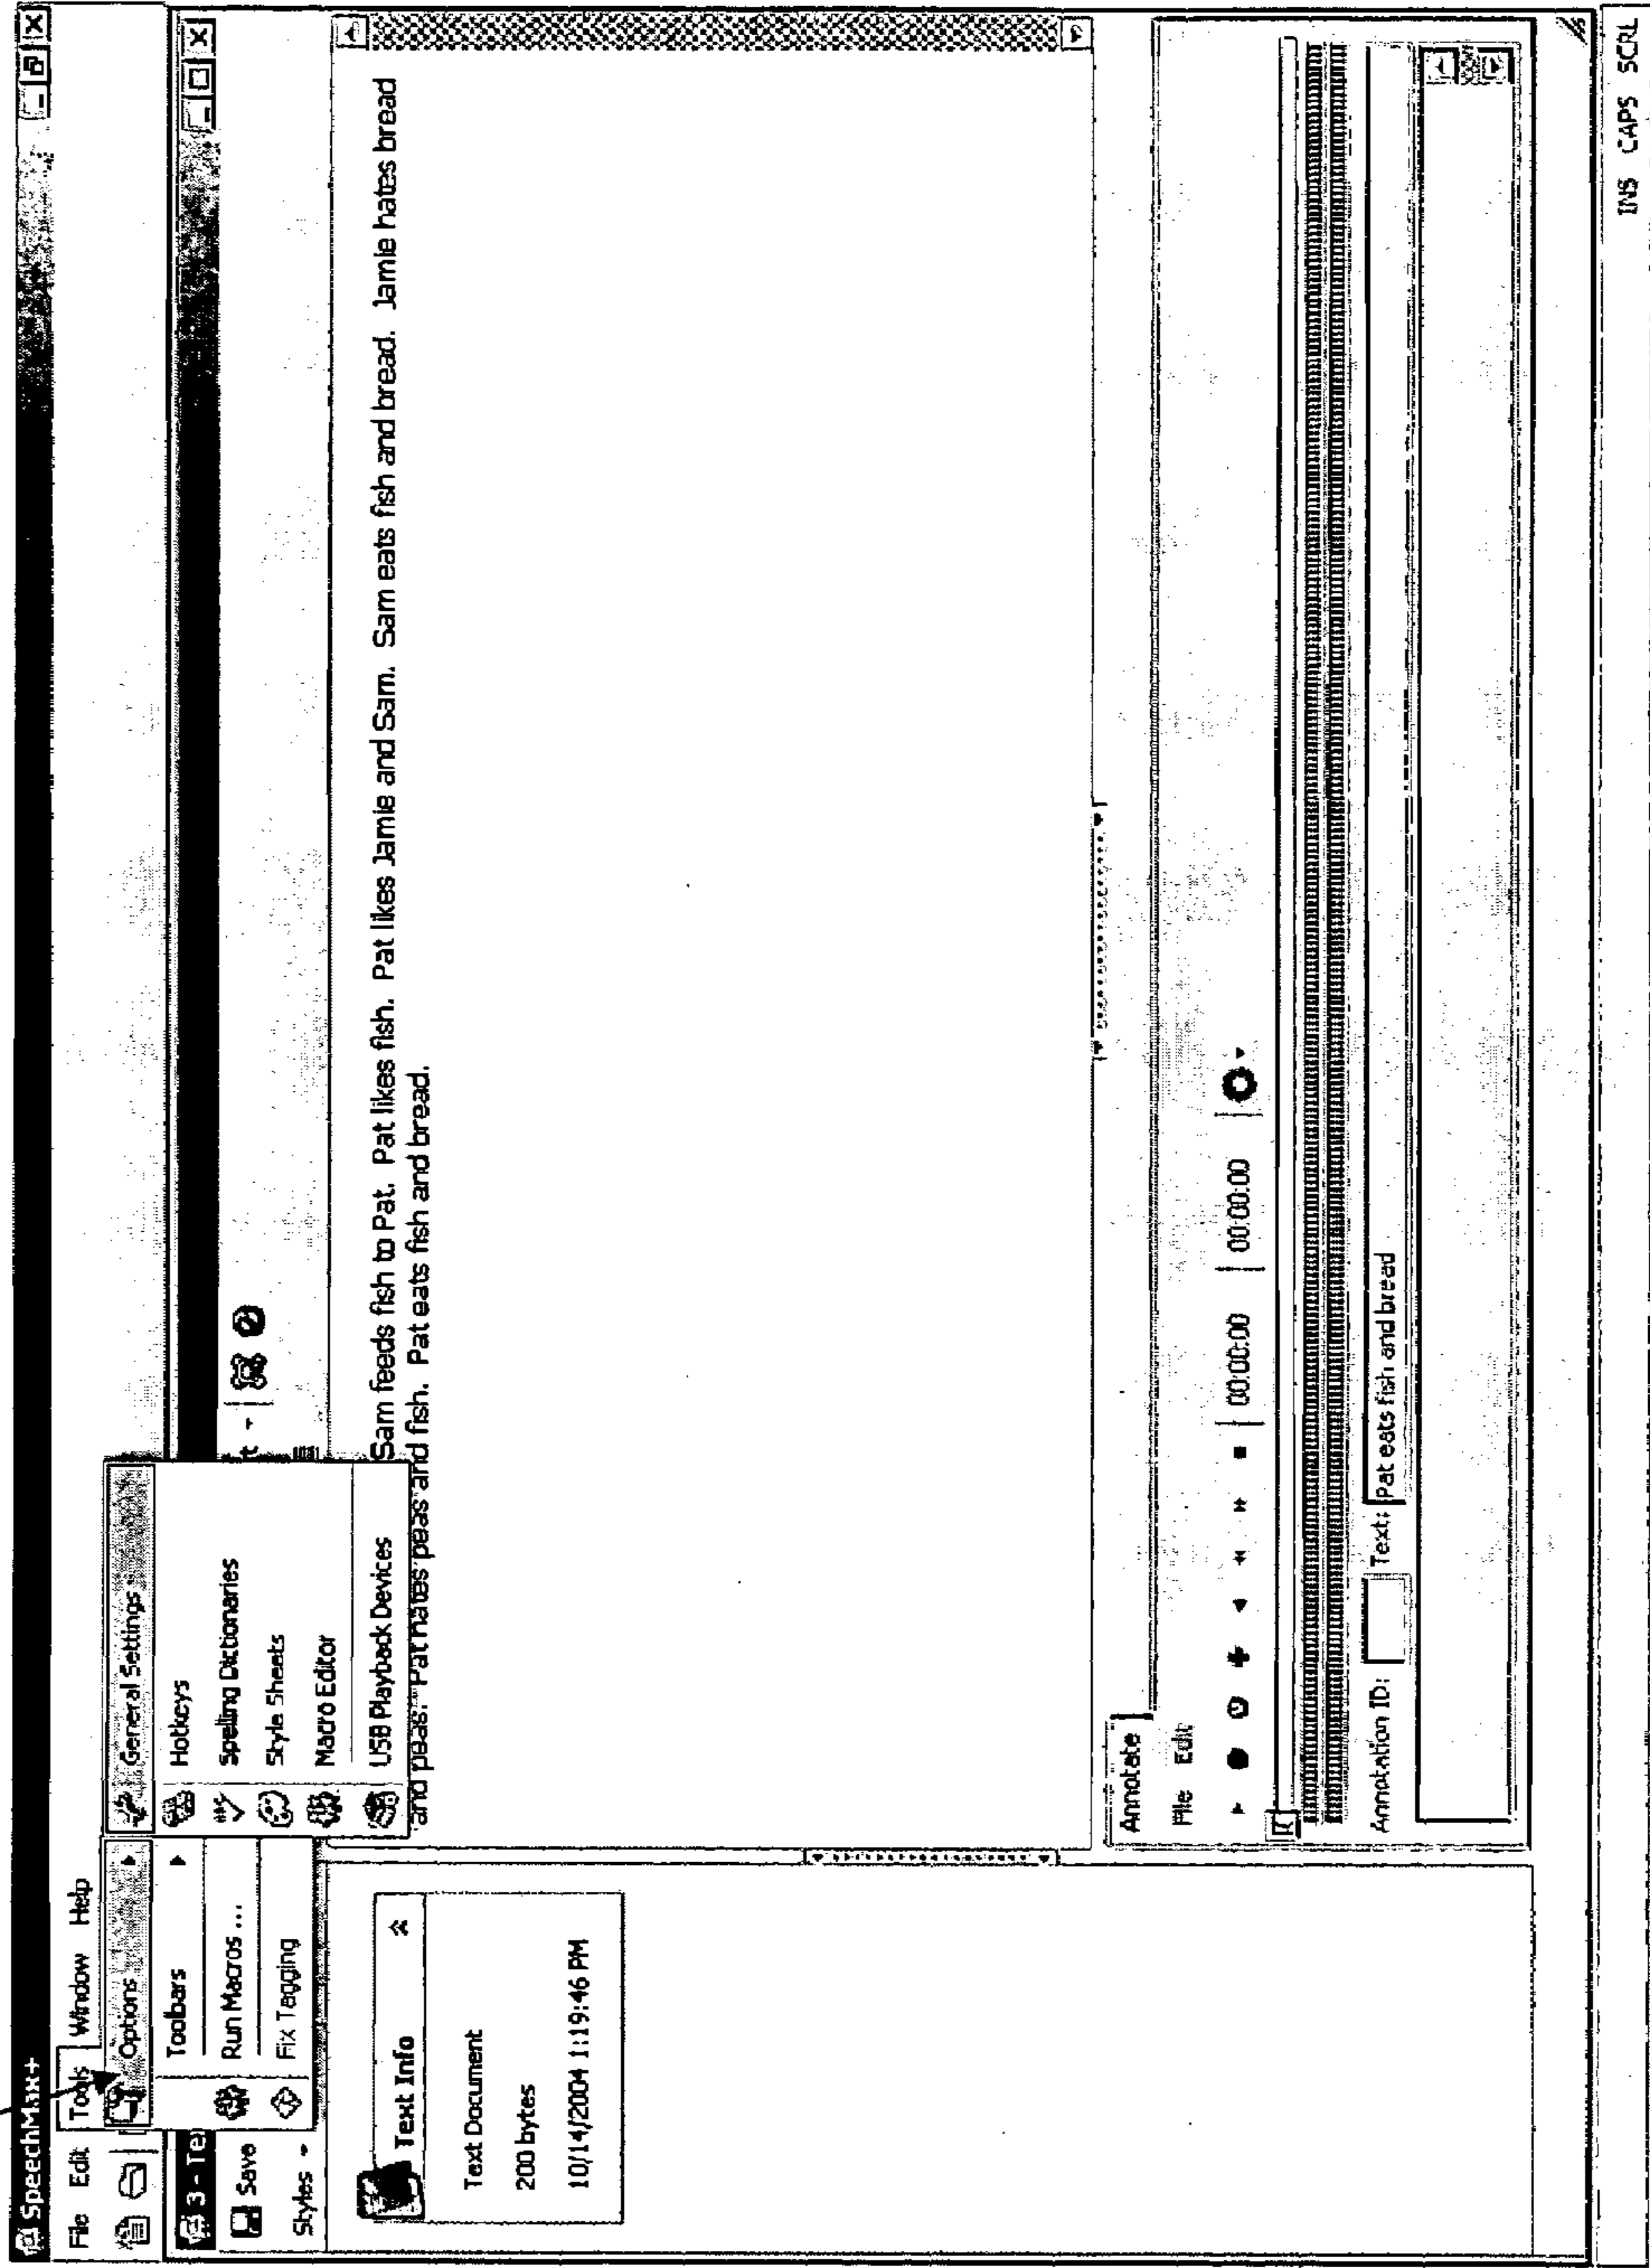 SpeechMax+
File Edit Tools Window Help
Options
General Settings
Toolbars
Hotkeys
Run Macros ...
Spelling Dictionaries
Fix Tagging
Style Sheets
Macro Editor
USB Playback Devices
3 - Te
Save
Styles
Sam feeds fish to Pat. Pat likes fish. Pat likes Jamie and Sam. Sam eats fish and bread. Jamie hates bread
and peas. Pat hates peas and fish. Pat eats fish and bread.
Text Info
Text Document
200 bytes
10/14/2004 1:19:46 PM
Annotate
File Edit
00:00:00 00:00:00
Annotation ID: Text: Pat eats fish and bread
INS CAPS SCRL